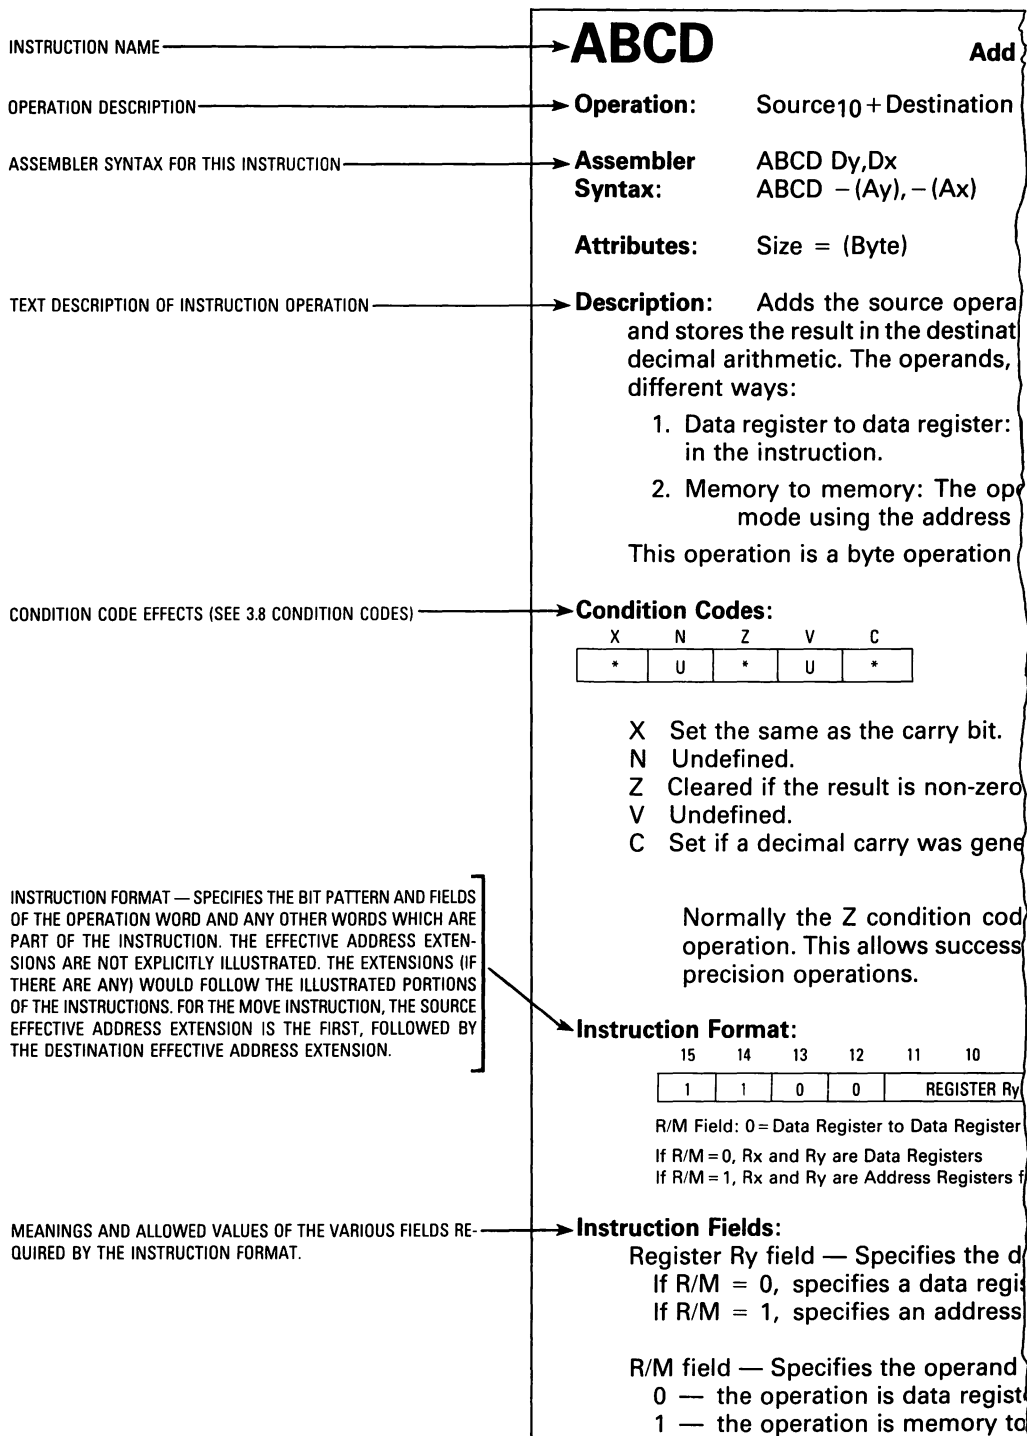 INSTRUCTION NAME
ABCD Add
OPERATION DESCRIPTION
Operation: Source10 + Destination
ASSEMBLER SYNTAX FOR THIS INSTRUCTION
Assembler ABCD Dy,Dx
Syntax: ABCD – (Ay), – (Ax)
Attributes: Size = (Byte)
TEXT DESCRIPTION OF INSTRUCTION OPERATION
Description: Adds the source opera
and stores the result in the destinat
decimal arithmetic. The operands,
different ways:
1. Data register to data register:
in the instruction.
2. Memory to memory: The ope
mode using the address
This operation is a byte operation
CONDITION CODE EFFECTS (SEE 3.8 CONDITION CODES)
Condition Codes:
X N Z V C
* U * U *
X Set the same as the carry bit.
N Undefined.
Z Cleared if the result is non-zero
V Undefined.
C Set if a decimal carry was gene
Normally the Z condition cod
operation. This allows success
precision operations.
INSTRUCTION FORMAT — SPECIFIES THE BIT PATTERN AND FIELDS
OF THE OPERATION WORD AND ANY OTHER WORDS WHICH ARE
PART OF THE INSTRUCTION. THE EFFECTIVE ADDRESS EXTEN-
SIONS ARE NOT EXPLICITLY ILLUSTRATED. THE EXTENSIONS (IF
THERE ARE ANY) WOULD FOLLOW THE ILLUSTRATED PORTIONS
OF THE INSTRUCTIONS. FOR THE MOVE INSTRUCTION, THE SOURCE
EFFECTIVE ADDRESS EXTENSION IS THE FIRST, FOLLOWED BY
THE DESTINATION EFFECTIVE ADDRESS EXTENSION.
Instruction Format:
15 14 13 12 11 10
1 1 0 0 REGISTER Ry
R/M Field: 0 = Data Register to Data Register
If R/M = 0, Rx and Ry are Data Registers
If R/M = 1, Rx and Ry are Address Registers f
MEANINGS AND ALLOWED VALUES OF THE VARIOUS FIELDS RE-
QUIRED BY THE INSTRUCTION FORMAT.
Instruction Fields:
Register Ry field — Specifies the d
If R/M = 0, specifies a data regis
If R/M = 1, specifies an address
R/M field — Specifies the operand
0 — the operation is data registe
1 — the operation is memory to